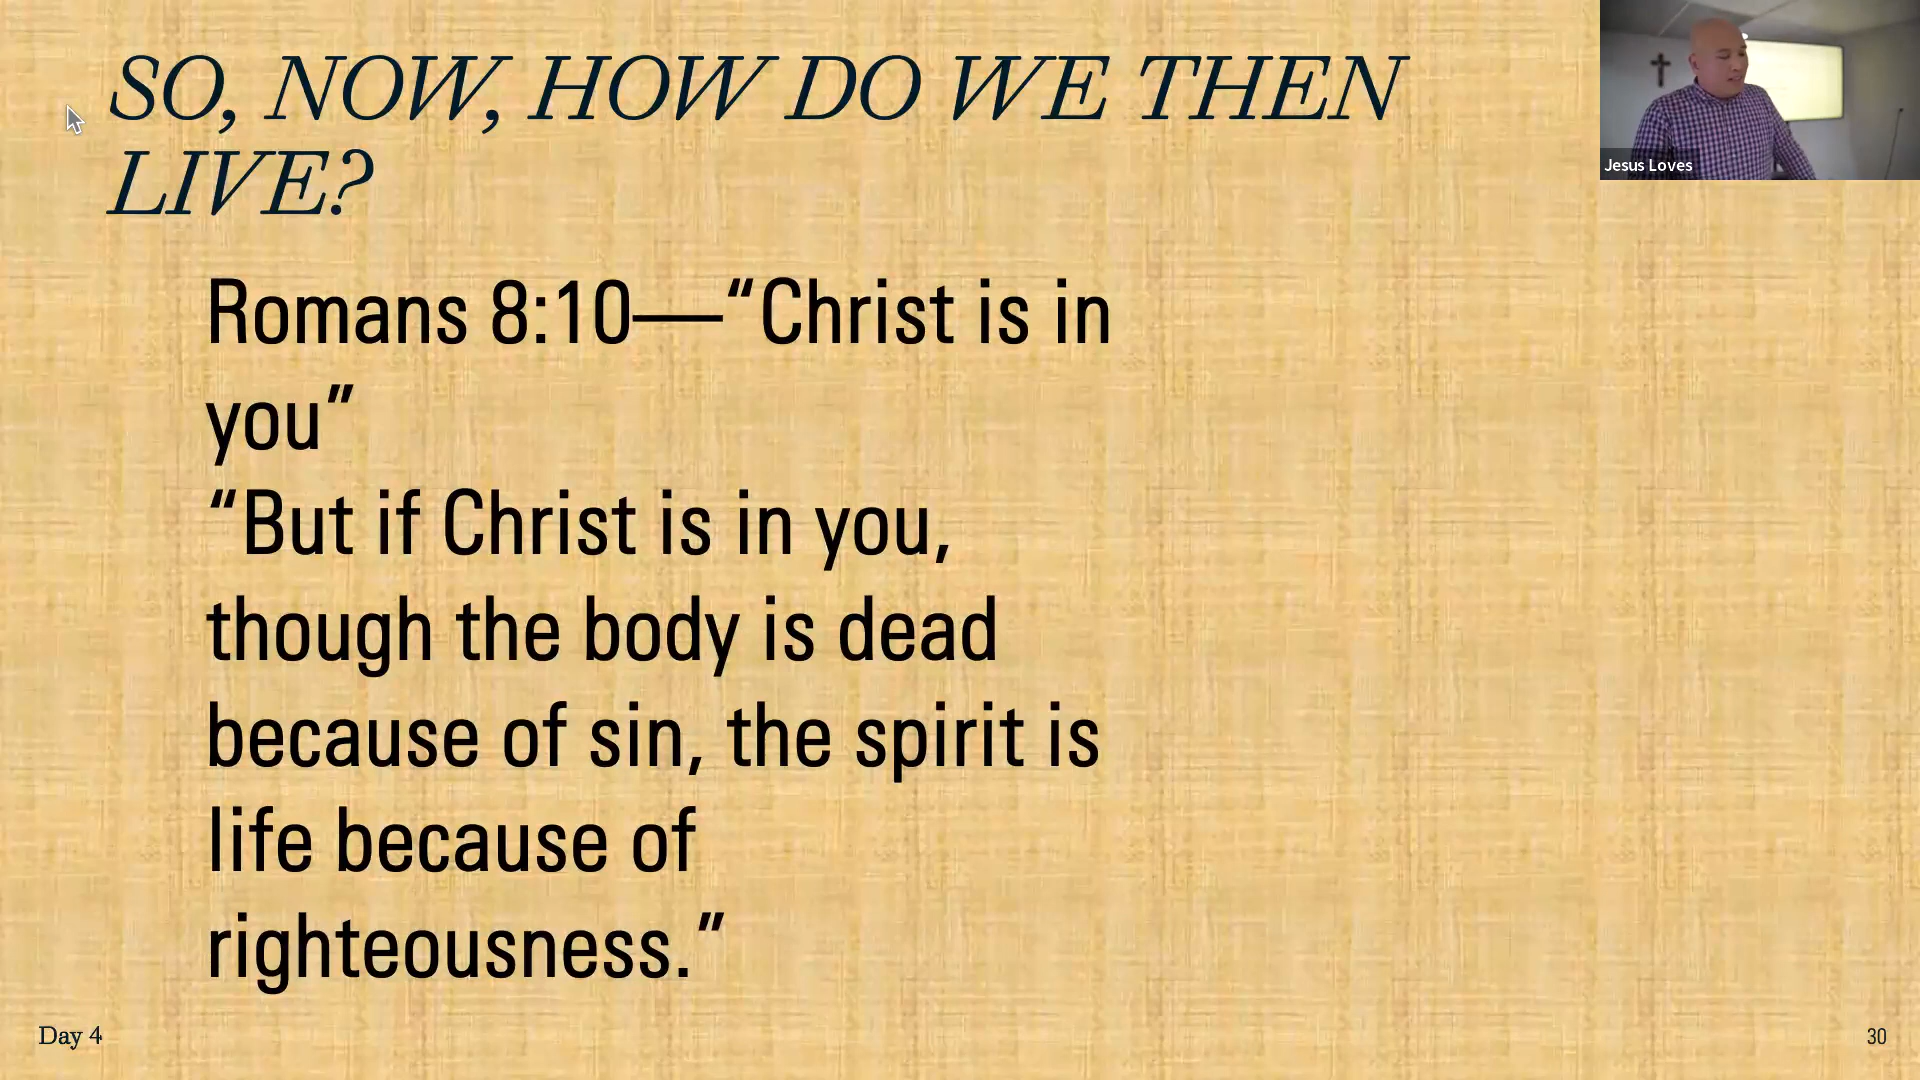 SO, NOW, HOW DO WE THEN
LIVE?
Jesus Loves
Romans 8:10—“Christ is in
you”
“But if Christ is in you,
though the body is dead
because of sin, the spirit is
life because of
righteousness.”
Day 4
30